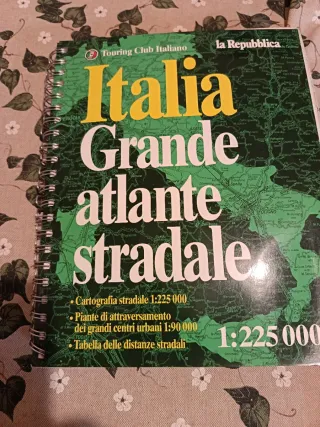 Touring Club Italiano
la Repubblica
Italia
Grande
atlante
stradale
• Cartografia stradale 1:225 000
• Piante di attraversamento
dei grandi centri urbani 1:90 000
• Tabella delle distanze stradali
1:225 000